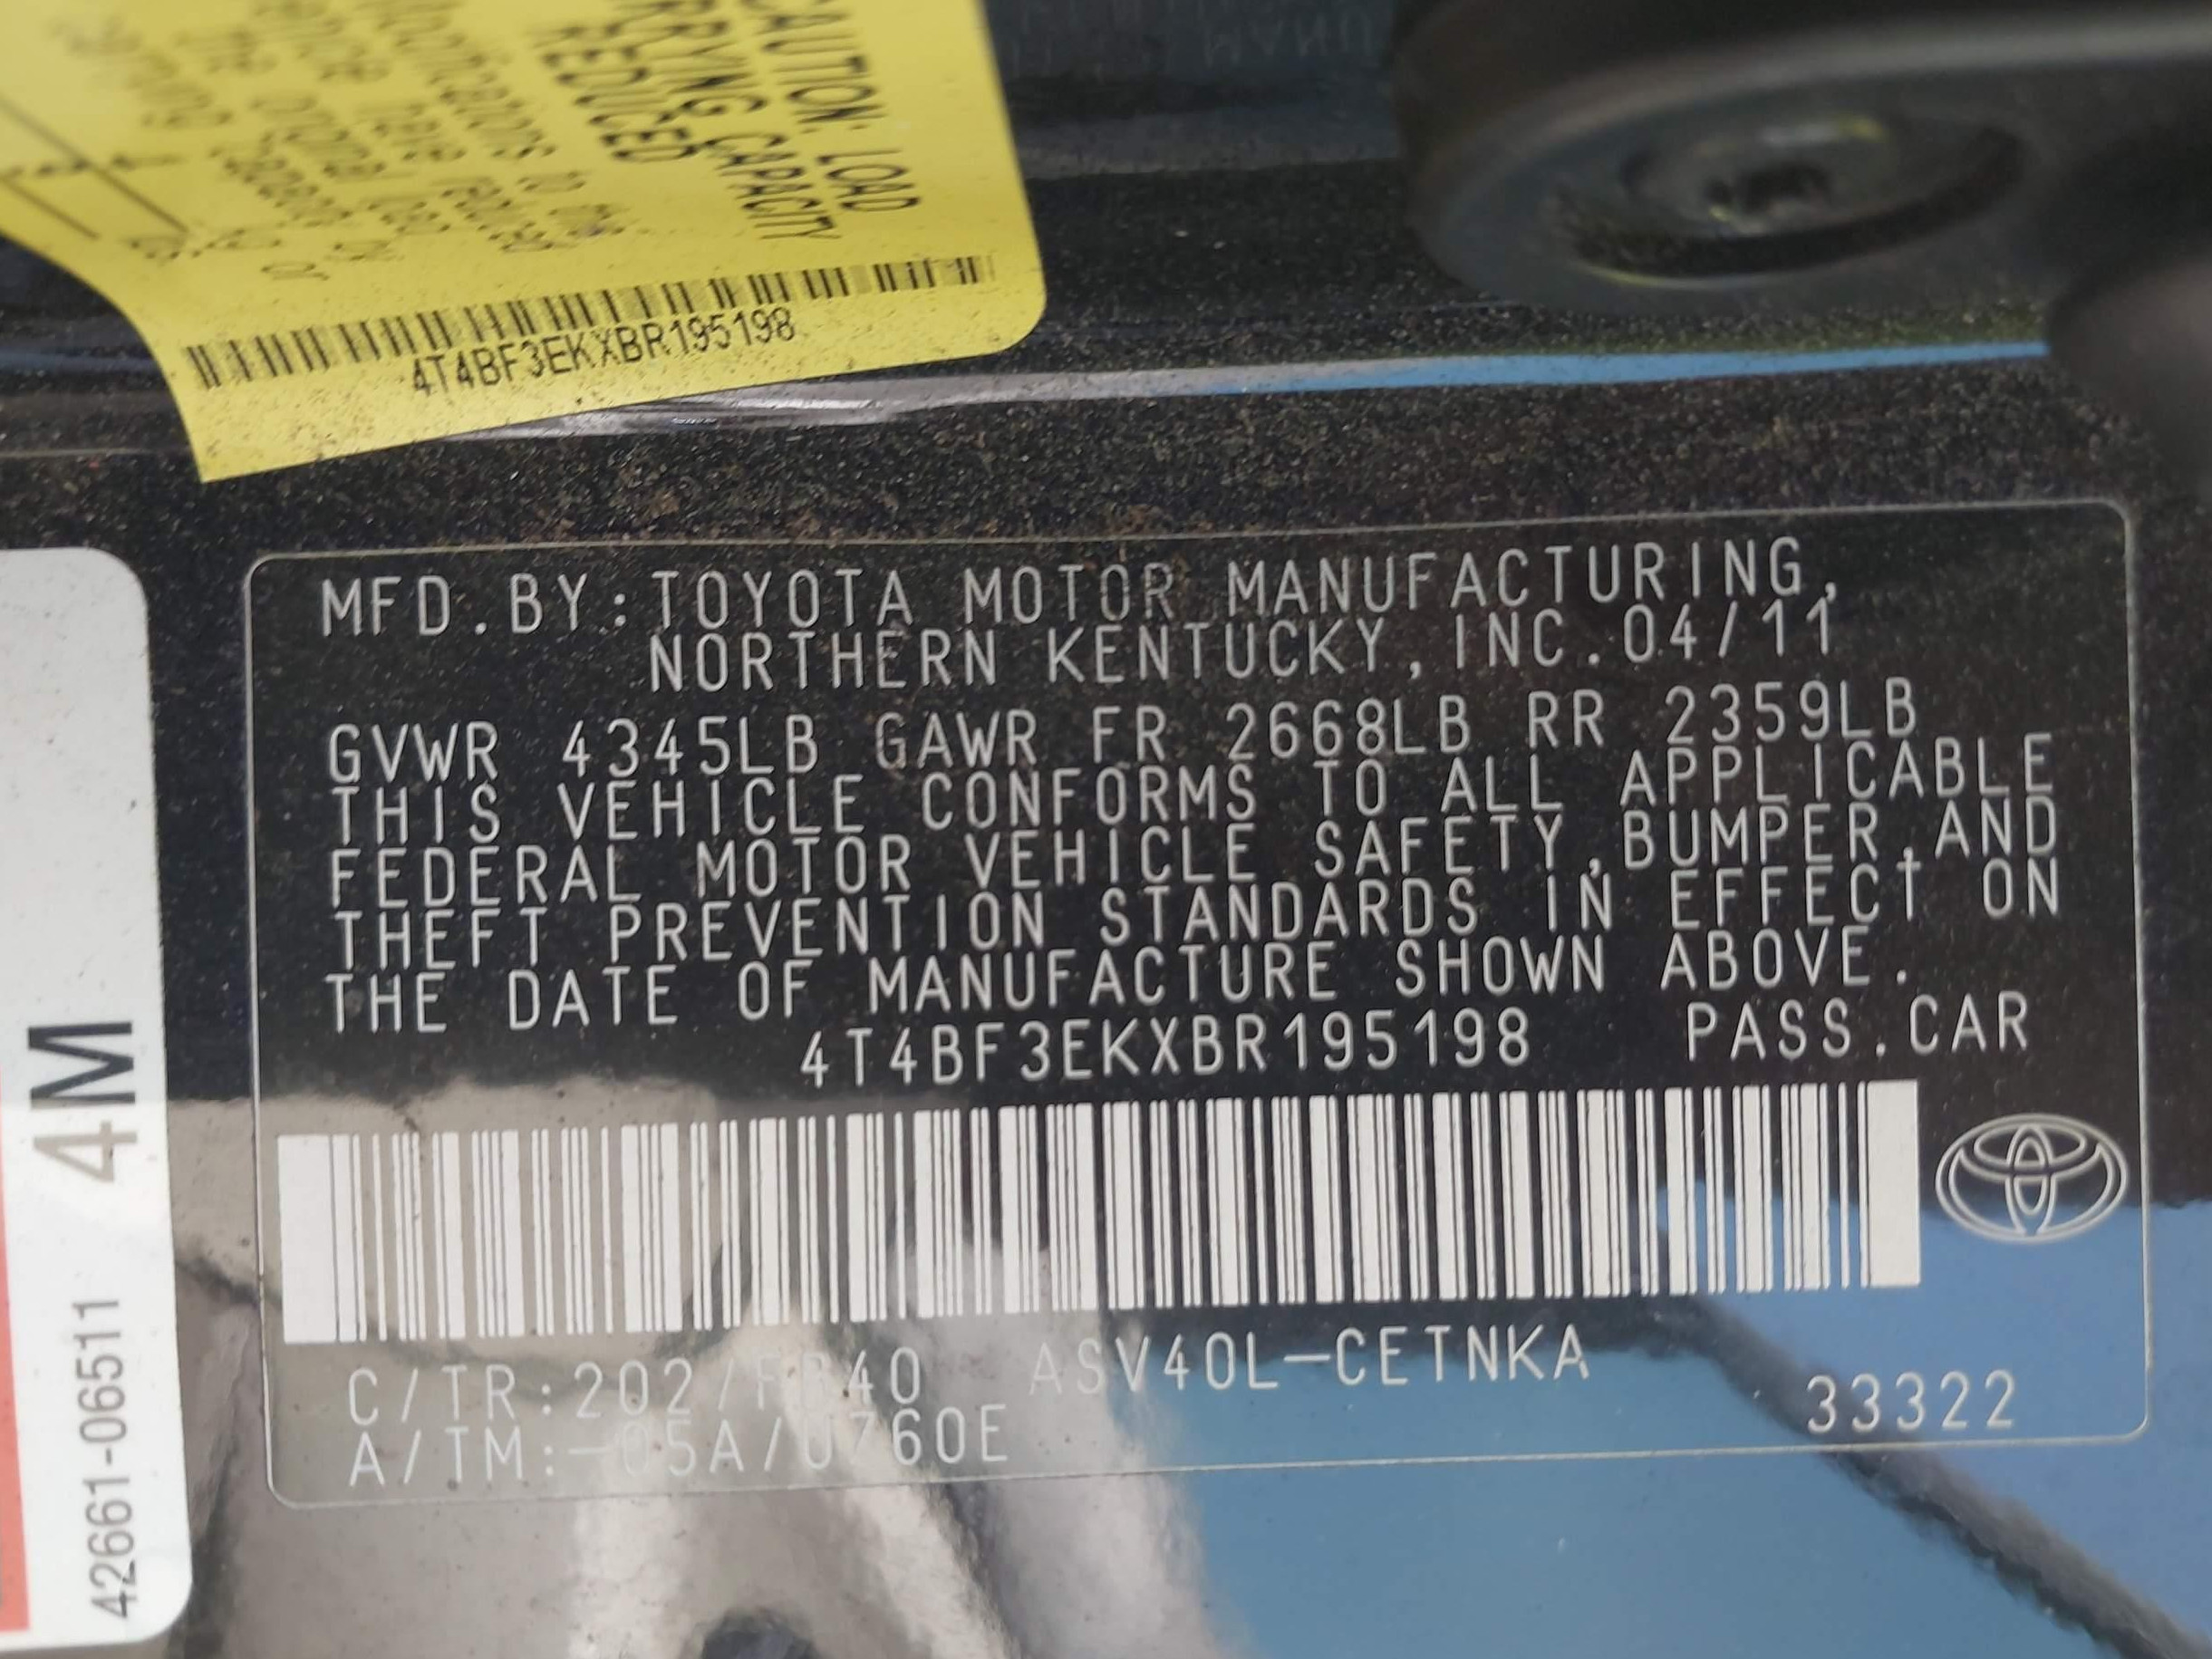 CAUTION: LOAD
CARRYING CAPACITY
REDUCED
4T4BF3EKXBR195198
MFD.BY:TOYOTA MOTOR MANUFACTURING,
NORTHERN KENTUCKY, INC.04/11
GVWR 4345LB GAWR FR 2668LB RR 2359LB
THIS VEHICLE CONFORMS TO ALL APPLICABLE
FEDERAL MOTOR VEHICLE SAFETY,BUMPER,AND
THEFT PREVENTION STANDARDS IN EFFECT ON
THE DATE OF MANUFACTURE SHOWN ABOVE.
4T4BF3EKXBR195198 PASS.CAR
C/TR:202/FB40 ASV40L-CETNKA
A/TM:-05A/U760E
33322
4M
42661-06511